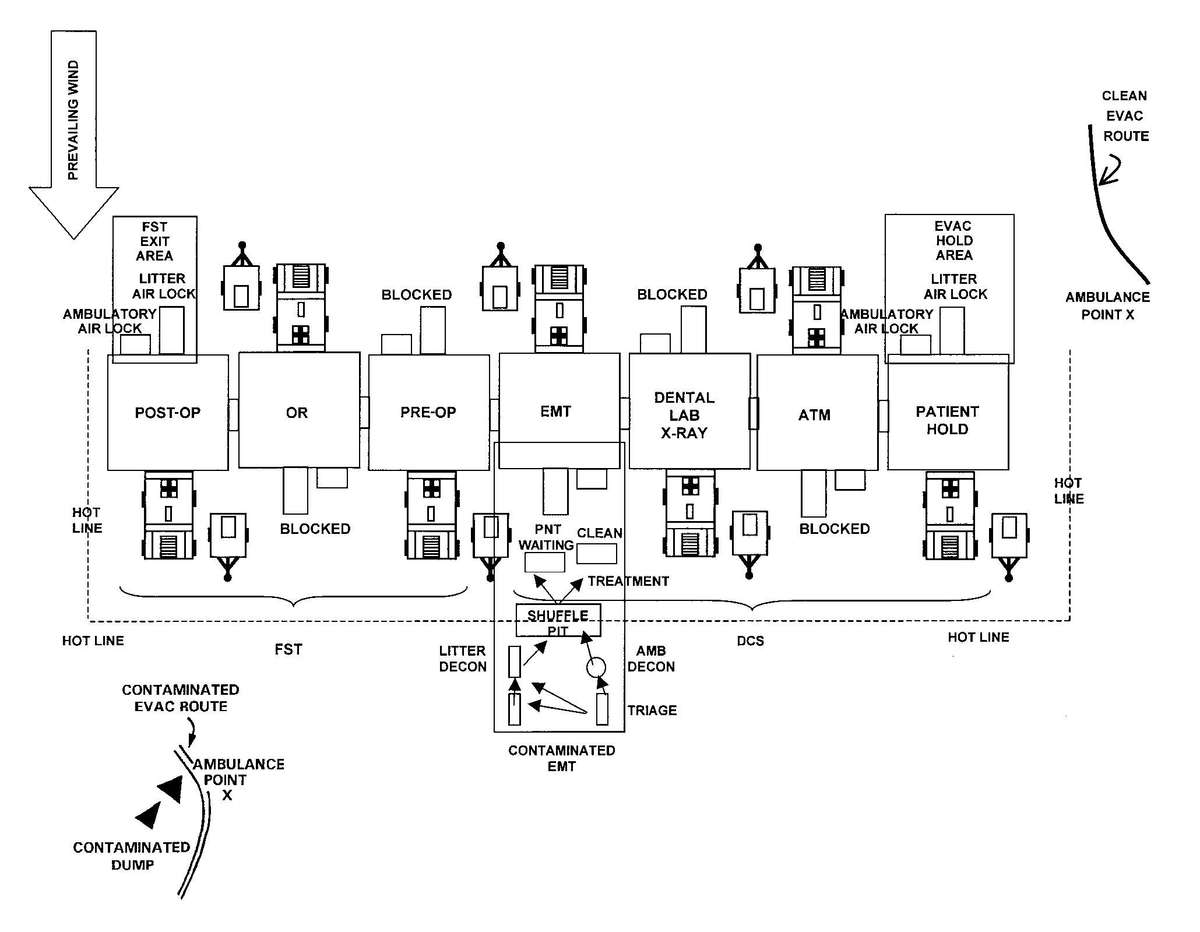 PREVAILING WIND
CLEAN
EVAC
ROUTE
AMBULANCE
POINT X
FST
EXIT
AREA
LITTER
AIR LOCK
AMBULATORY
AIR LOCK
BLOCKED
BLOCKED
EVAC
HOLD
AREA
LITTER
AIR LOCK
AMBULATORY
AIR LOCK
POST-OP
OR
PRE-OP
EMT
DENTAL
LAB
X-RAY
ATM
PATIENT
HOLD
HOT
LINE
BLOCKED
PNT
WAITING
CLEAN
TREATMENT
BLOCKED
HOT
LINE
SHUFFLE
PIT
HOT LINE
FST
DCS
HOT LINE
LITTER
DECON
AMB
DECON
TRIAGE
CONTAMINATED
EMT
CONTAMINATED
EVAC ROUTE
AMBULANCE
POINT
X
CONTAMINATED
DUMP